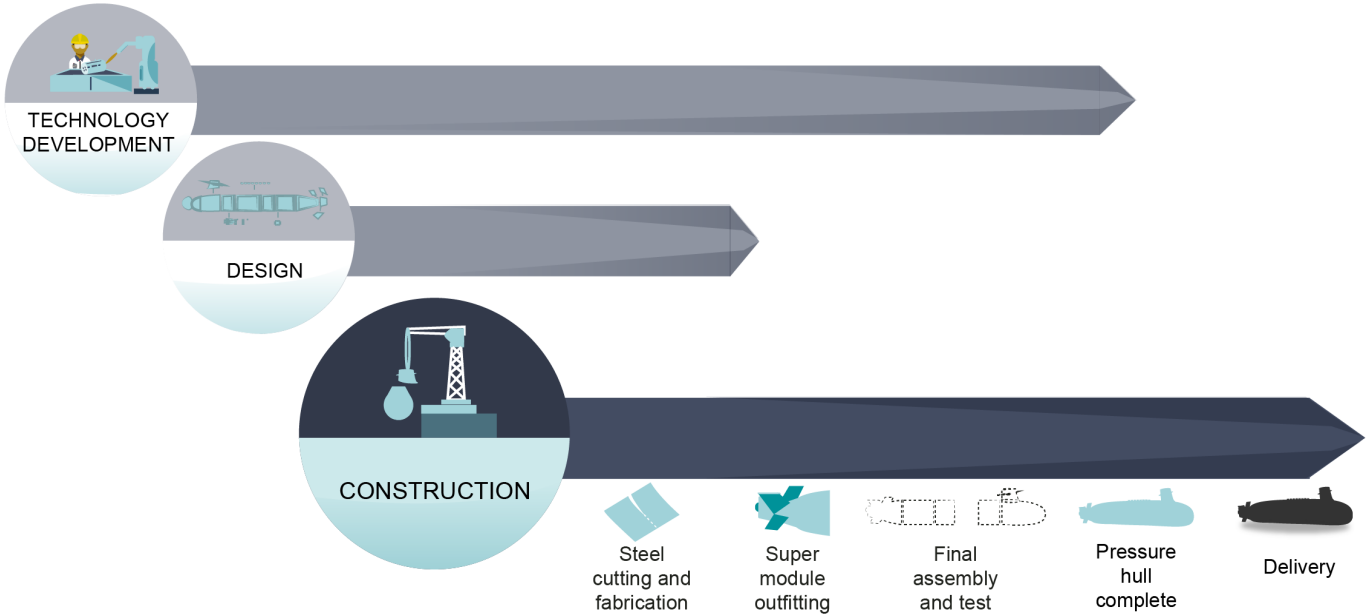 TECHNOLOGY
DEVELOPMENT
DESIGN
CONSTRUCTION
Steel
cutting and
fabrication
Super
module
outfitting
Final
assembly
and test
Pressure
hull
complete
Delivery